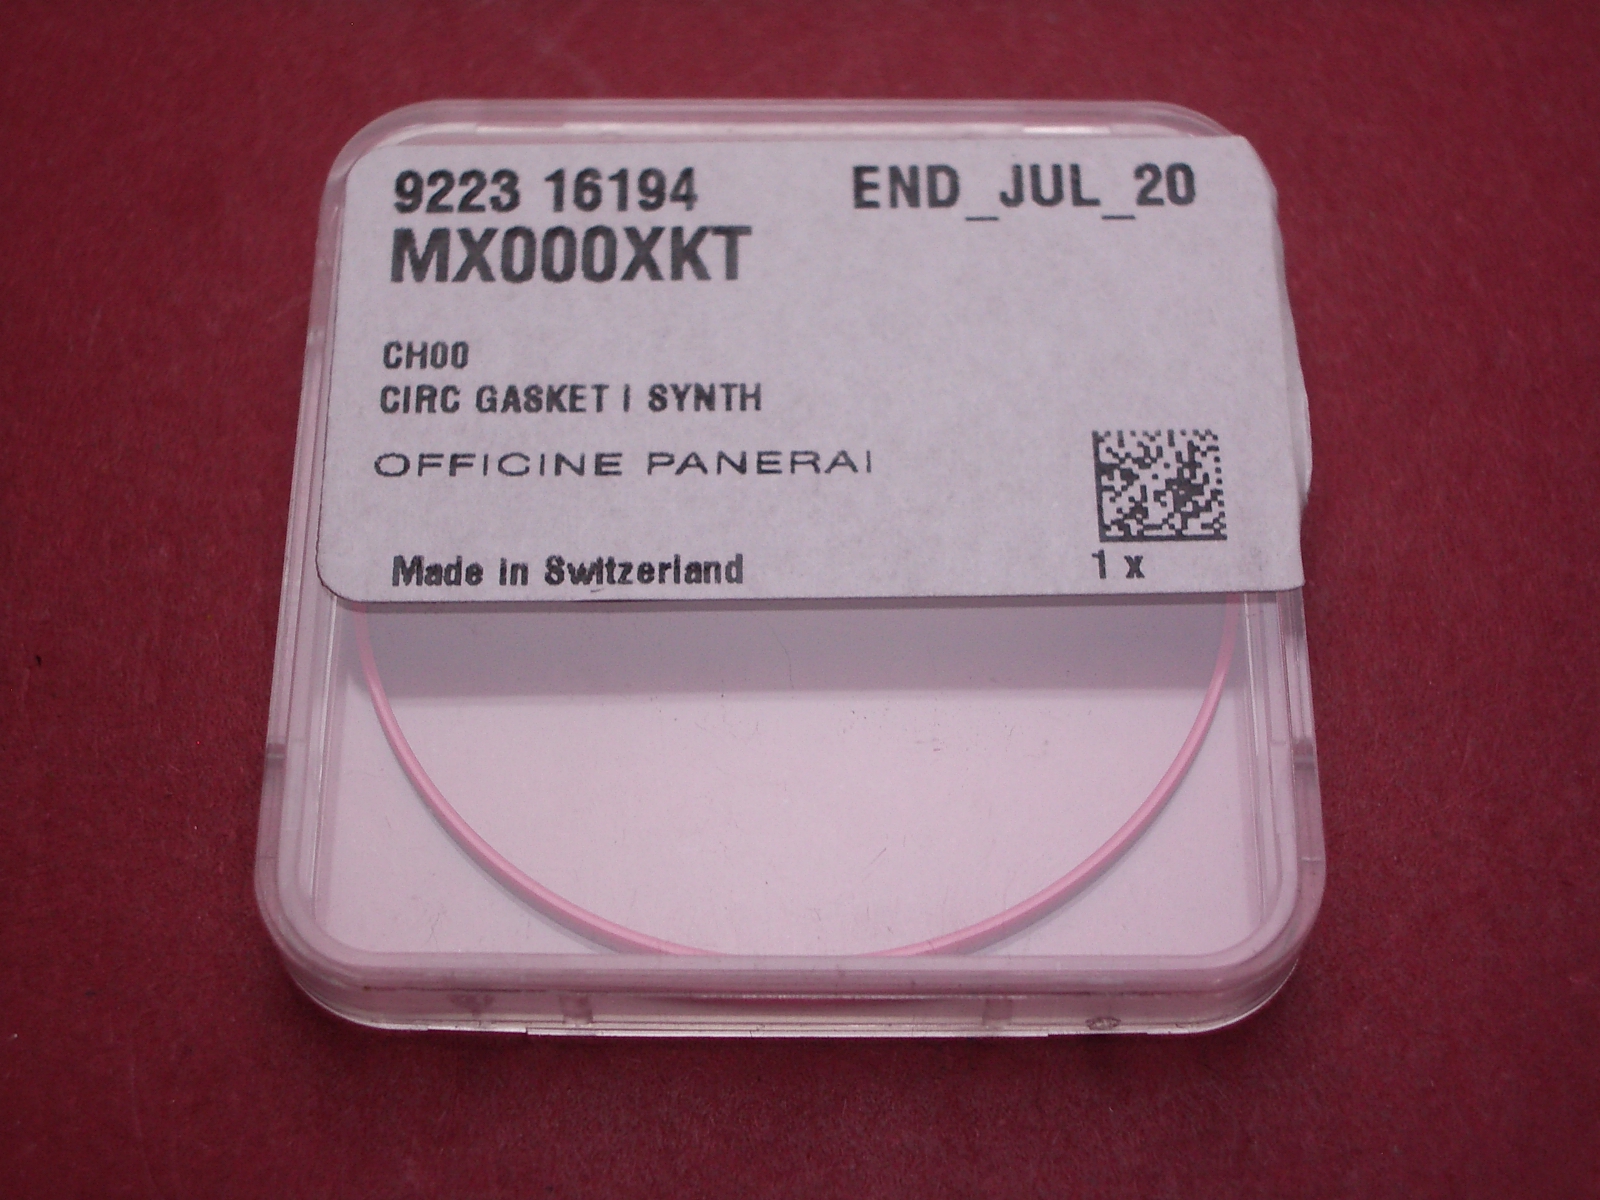 9223 16194 END_JUL_20
MX000XKT
CH00
CIRC GASKET I SYNTH
OFFICINE PANERAI
Made in Switzerland
1 x